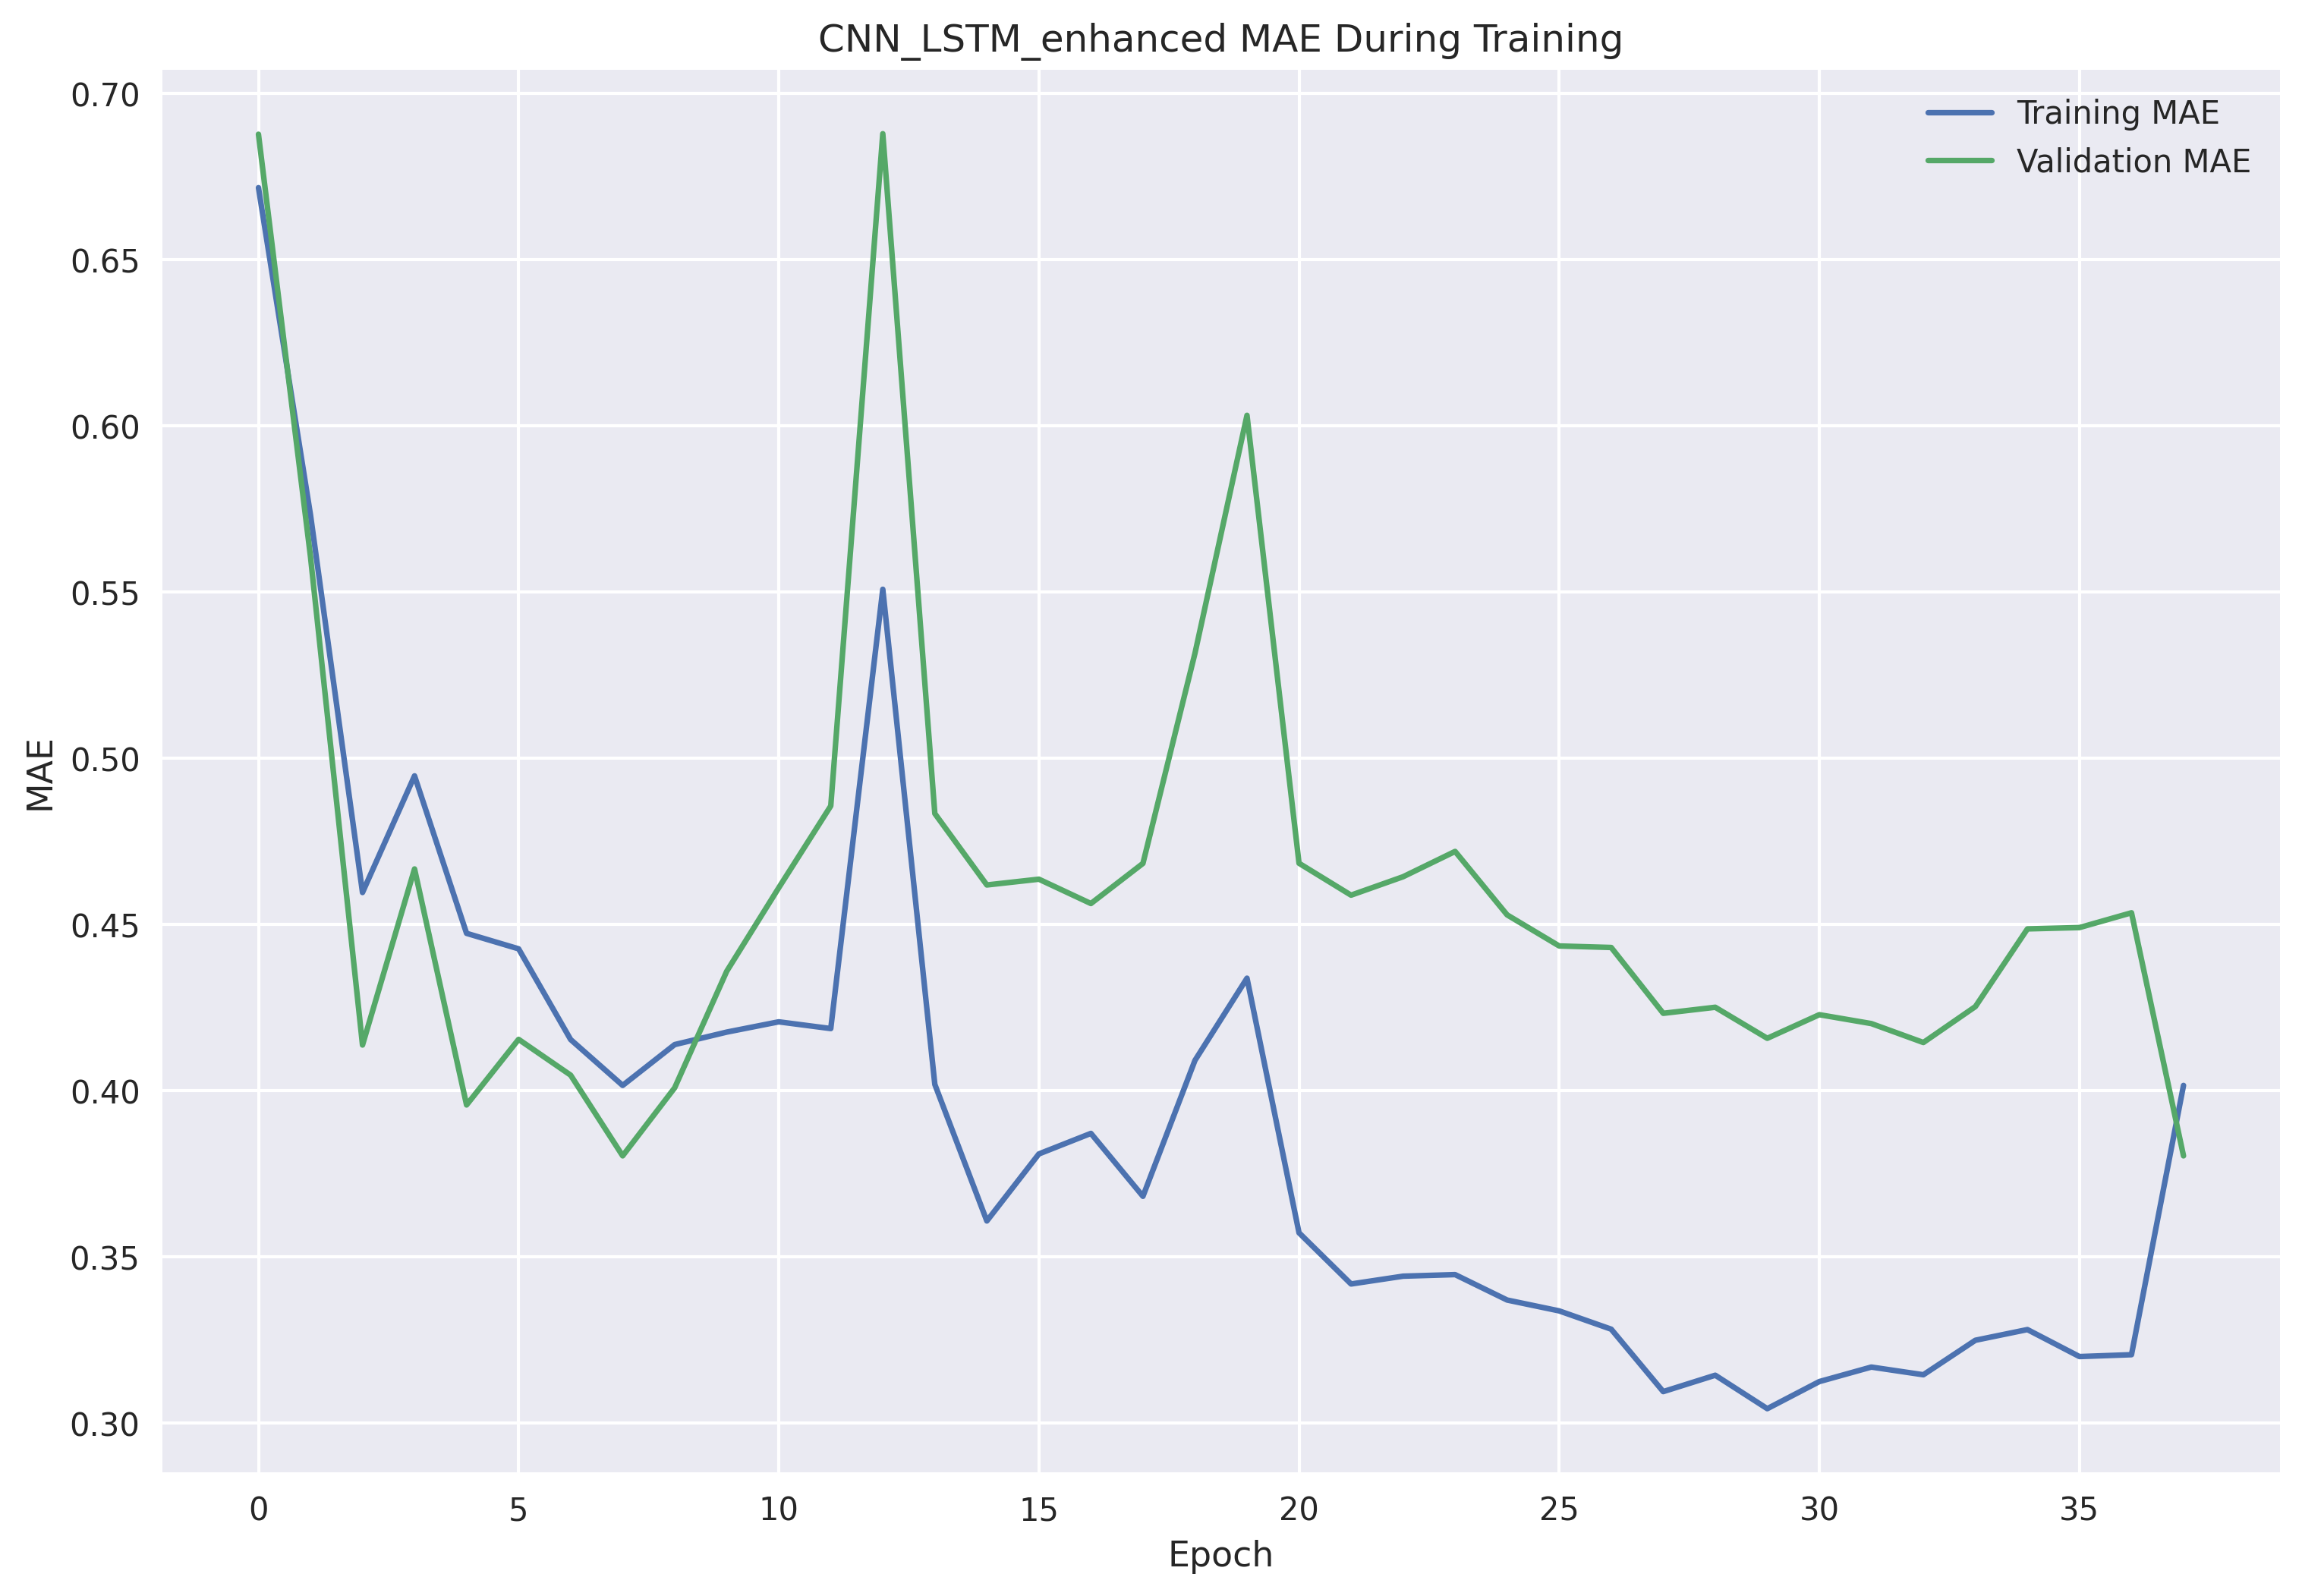 CNN_LSTM_enhanced MAE During Training
Training MAE
Validation MAE
0.70
0.65
0.60
0.55
0.50
0.45
0.40
0.35
0.30
MAE
0 5 10 15 20 25 30 35
Epoch